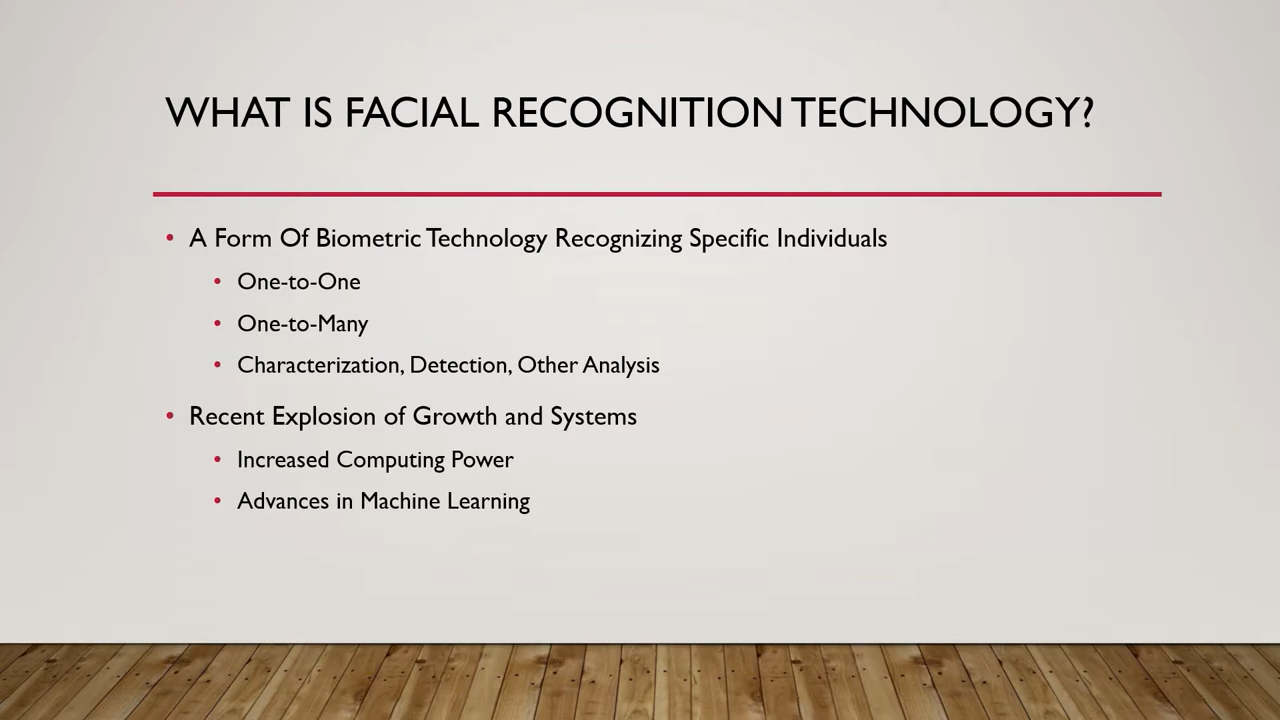 WHAT IS FACIAL RECOGNITION TECHNOLOGY?
• A Form Of Biometric Technology Recognizing Specific Individuals
• One-to-One
• One-to-Many
• Characterization, Detection, Other Analysis
• Recent Explosion of Growth and Systems
• Increased Computing Power
• Advances in Machine Learning